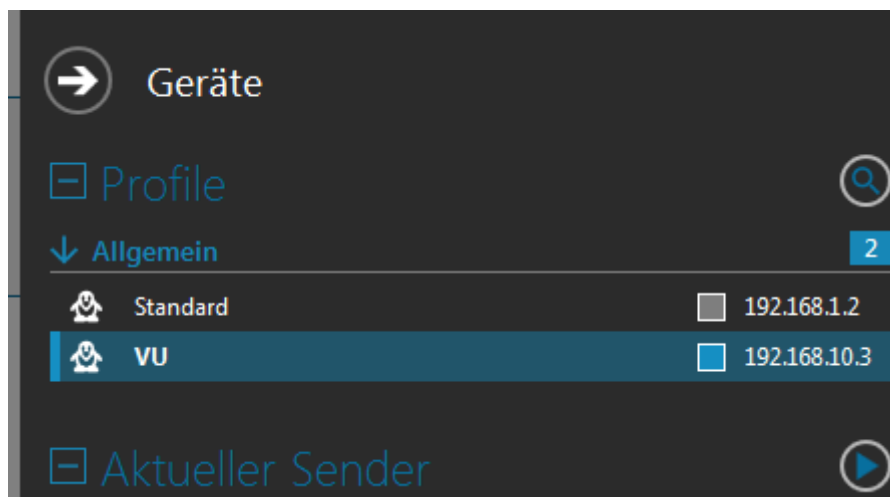 Geräte
Profile
Allgemein 2
Standard 192.168.1.2
VU 192.168.10.3
Aktueller Sender